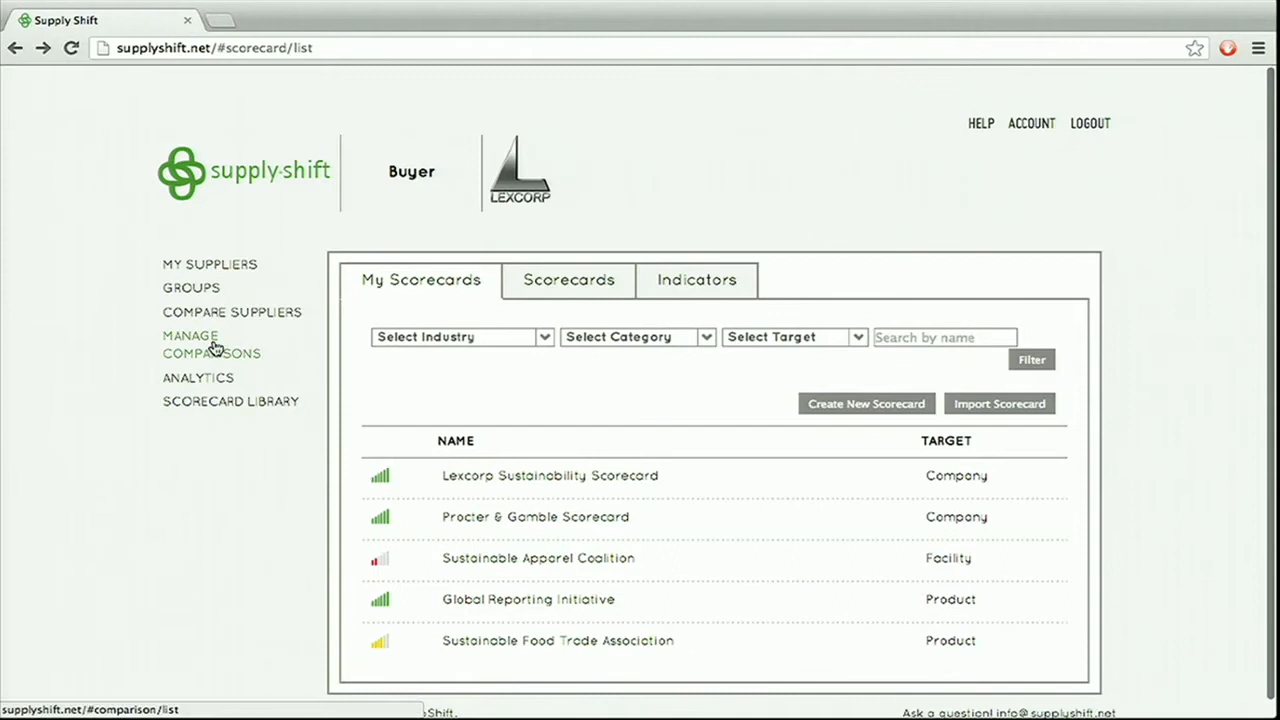 Supply Shift
supplyshift.net/#scorecard/list
HELP ACCOUNT LOGOUT
supply·shift
Buyer
LEXCORP
MY SUPPLIERS
GROUPS
COMPARE SUPPLIERS
MANAGE
COMPARISONS
ANALYTICS
SCORECARD LIBRARY
My Scorecards Scorecards Indicators
Select Industry Select Category Select Target Search by name
Filter
Create New Scorecard Import Scorecard
NAME TARGET
Lexcorp Sustainability Scorecard Company
Procter & Gamble Scorecard Company
Sustainable Apparel Coalition Facility
Global Reporting Initiative Product
Sustainable Food Trade Association Product
supplyshift.net/#comparison/list
Shift. Ask a question! info@supplyshift.net